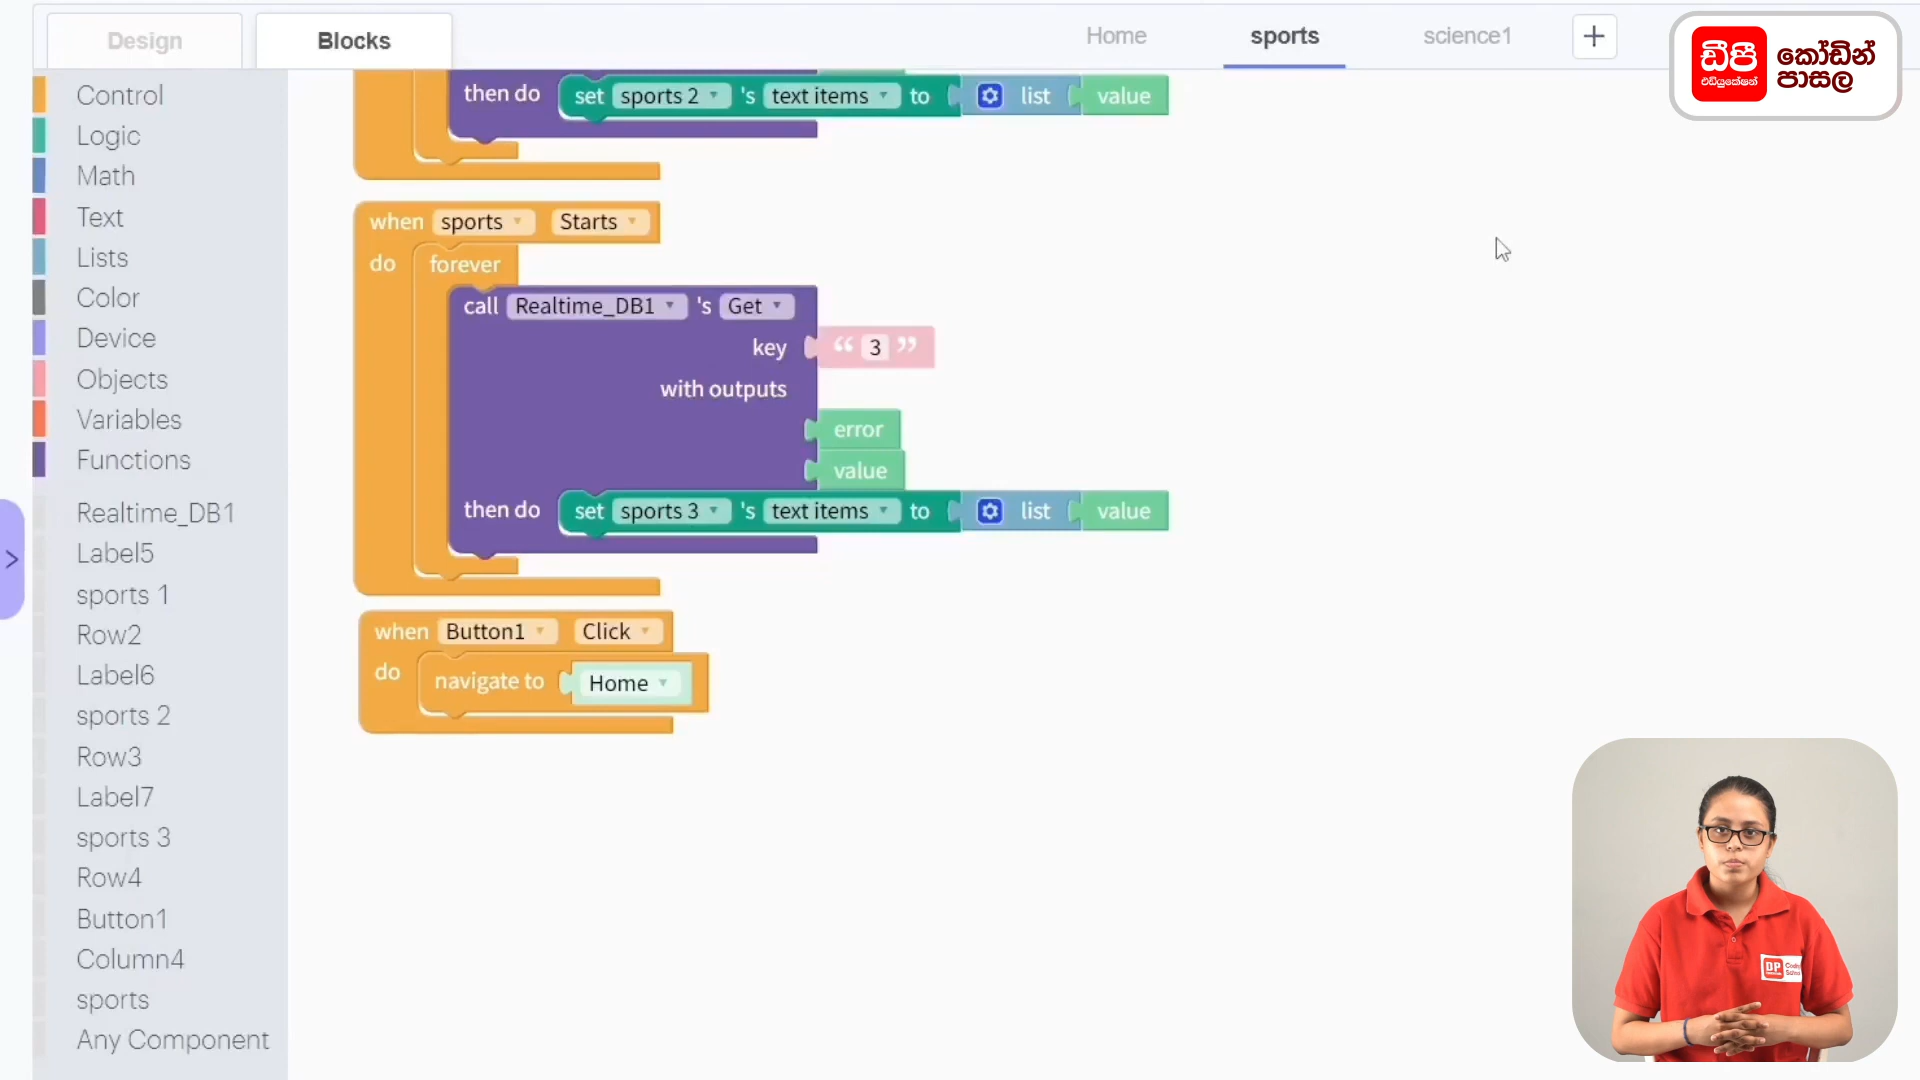 Design
Blocks
Home
sports
science1
+
ඩීපී
එඩියුකේෂන්
කෝඩින්
පාසල
Control
Logic
Math
Text
Lists
Color
Device
Objects
Variables
Functions
Realtime_DB1
Label5
sports 1
Row2
Label6
sports 2
Row3
Label7
sports 3
Row4
Button1
Column4
sports
Any Component
>
then do set sports 2 's text items to list value
when sports Starts
do forever
call Realtime_DB1 's Get
key “ 3 ”
with outputs
error
value
then do set sports 3 's text items to list value
when Button1 Click
do navigate to Home
DP